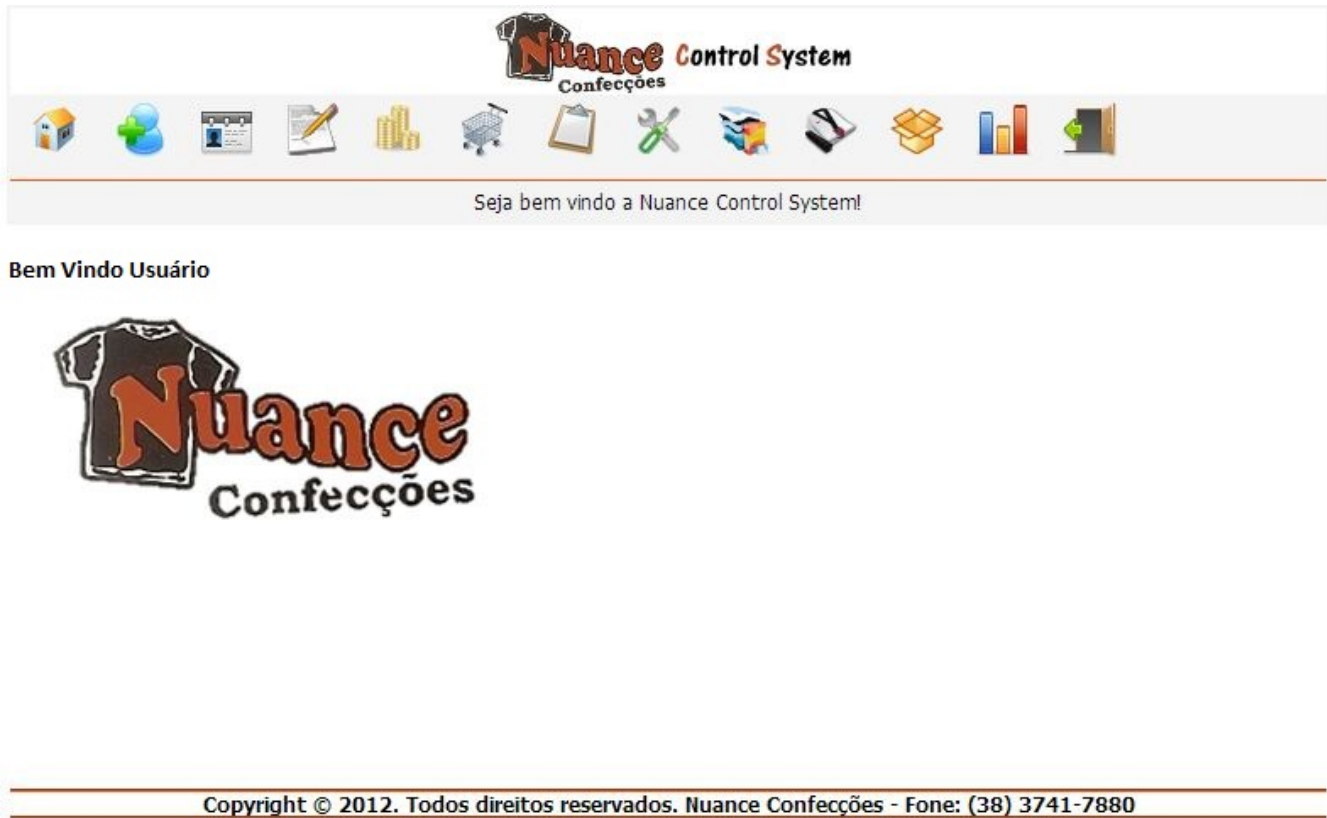 Nuance Control System
Confecções
Seja bem vindo a Nuance Control System!
Bem Vindo Usuário
Nuance
Confecções
Copyright © 2012. Todos direitos reservados. Nuance Confecções - Fone: (38) 3741-7880